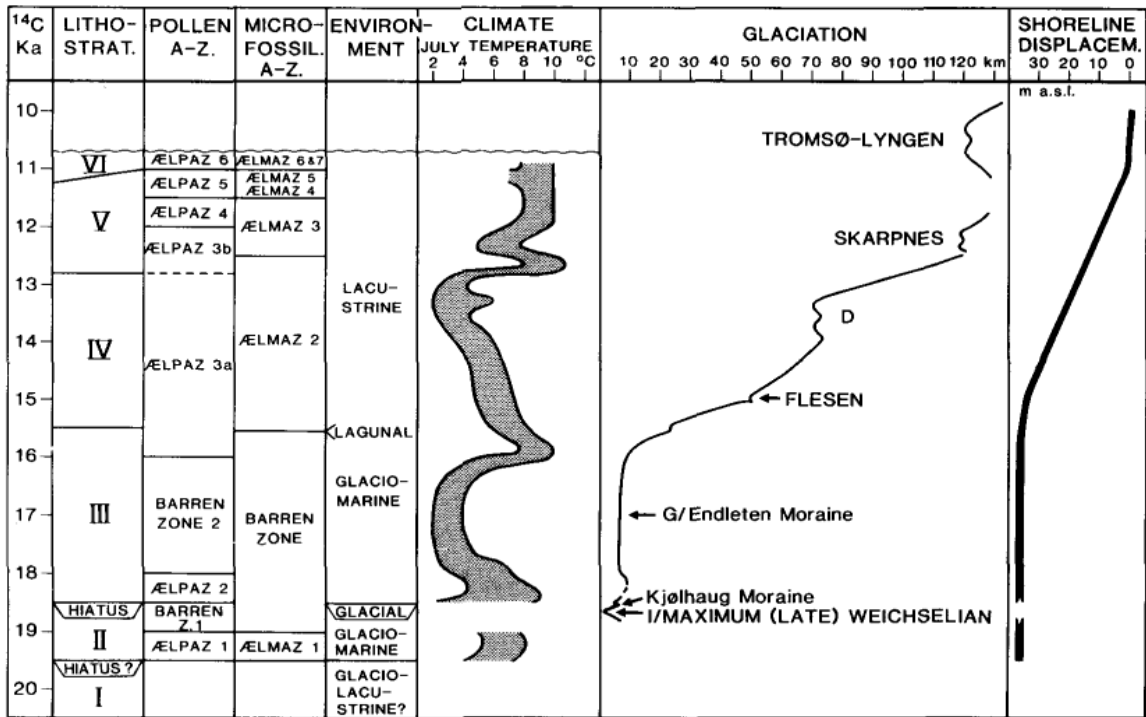 14C
Ka
LITHO-
STRAT.
POLLEN
A-Z.
MICRO-
FOSSIL.
A-Z.
ENVIRON-
MENT
CLIMATE
JULY TEMPERATURE
2 4 6 8 10 °C
GLACIATION
10 20 30 40 50 60 70 80 90 100 120 km
SHORELINE
DISPLACEM.
30 20 10 0
m a.s.l.
10
11
12
13
14
15
16
17
18
19
20
VI
V
IV
III
HIATUS
II
HIATUS?
I
ÆLPAZ 6
ÆLPAZ 5
ÆLPAZ 4
ÆLPAZ 3b
ÆLPAZ 3a
BARREN
ZONE 2
ÆLPAZ 2
BARREN
Z.1
ÆLPAZ 1
ÆLMAZ 6&7
ÆLMAZ 5
ÆLMAZ 4
ÆLMAZ 3
ÆLMAZ 2
BARREN
ZONE
ÆLMAZ 1
LACU-
STRINE
LAGUNAL
GLACIO-
MARINE
GLACIAL
GLACIO-
MARINE
GLACIO-
LACU-
STRINE?
TROMSØ-LYNGEN
SKARPNES
D
FLESEN
G/Endleten Moraine
Kjølhaug Moraine
I/MAXIMUM (LATE) WEICHSELIAN